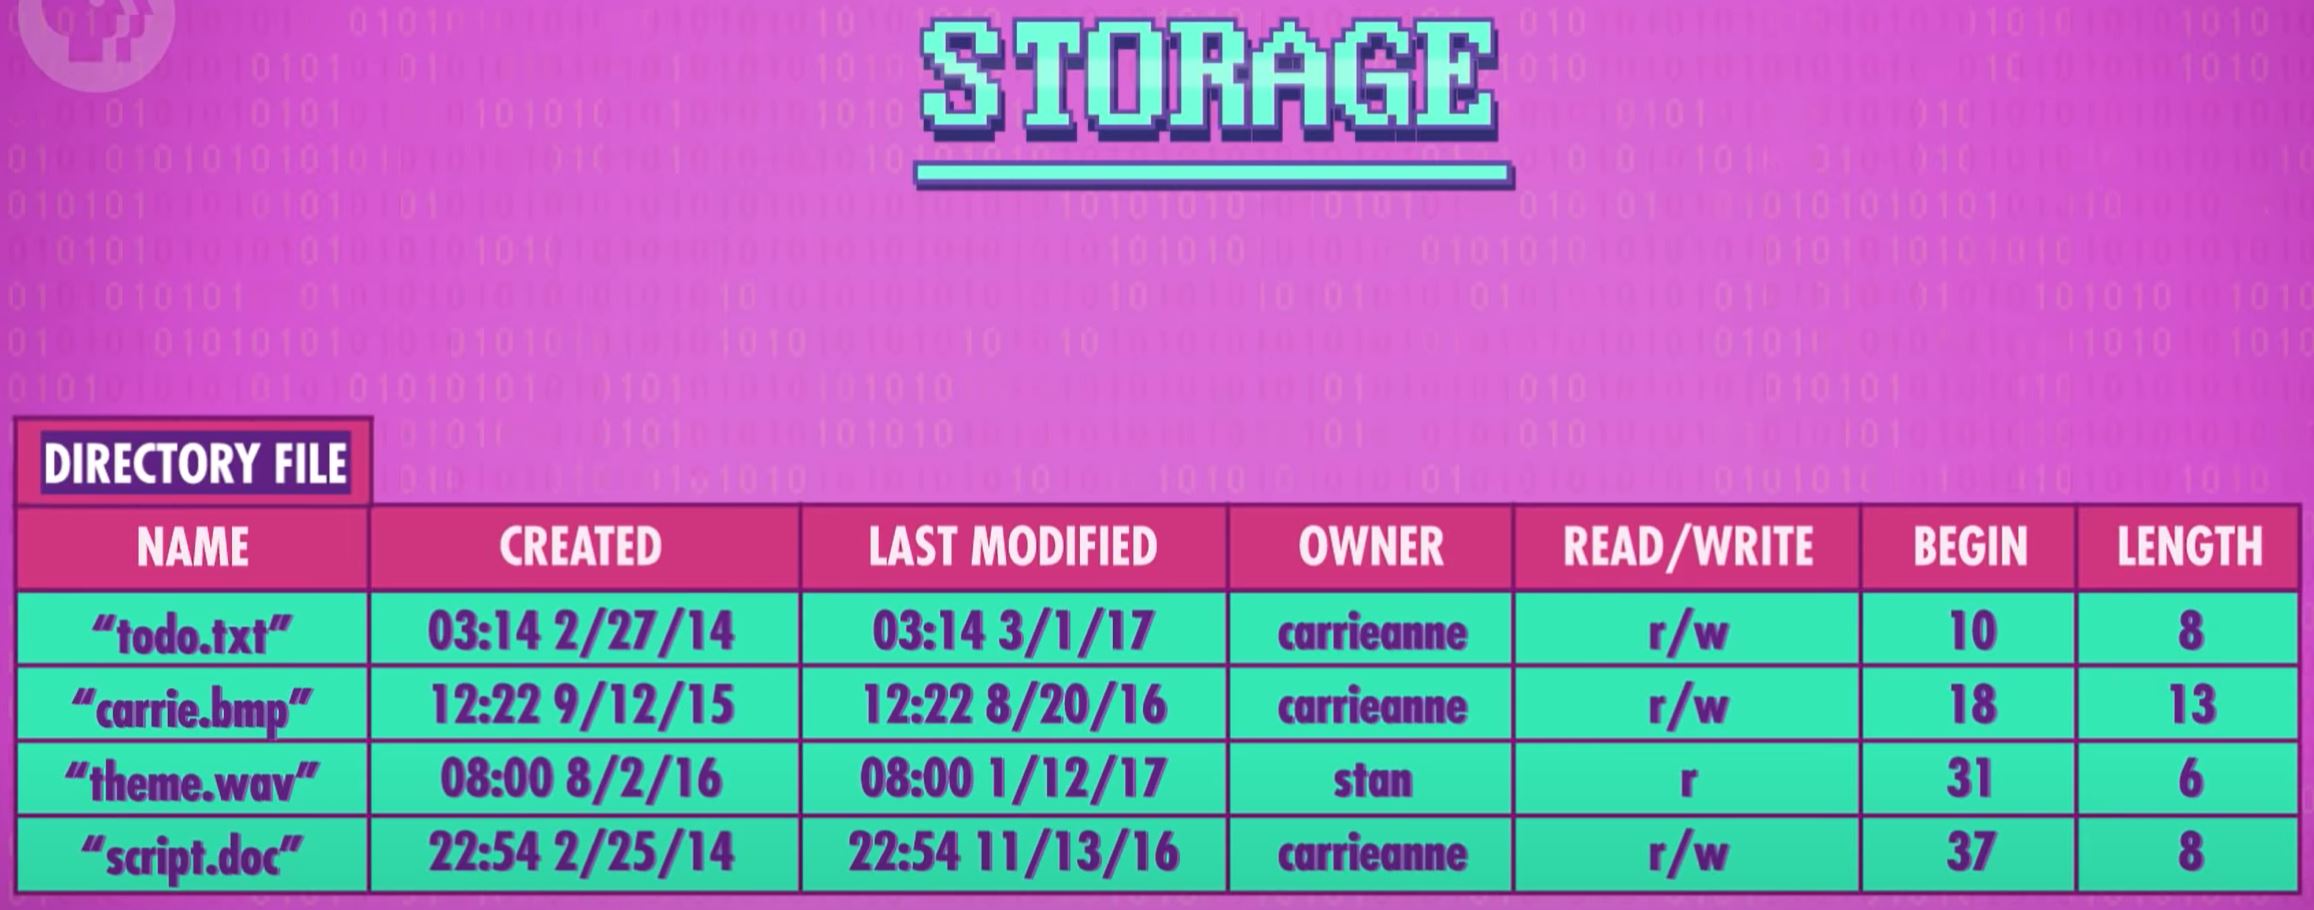 STORAGE
DIRECTORY FILE
NAME CREATED LAST MODIFIED OWNER READ/WRITE BEGIN LENGTH
“todo.txt” 03:14 2/27/14 03:14 3/1/17 carrieanne r/w 10 8
“carrie.bmp” 12:22 9/12/15 12:22 8/20/16 carrieanne r/w 18 13
“theme.wav” 08:00 8/2/16 08:00 1/12/17 stan r 31 6
“script.doc” 22:54 2/25/14 22:54 11/13/16 carrieanne r/w 37 8